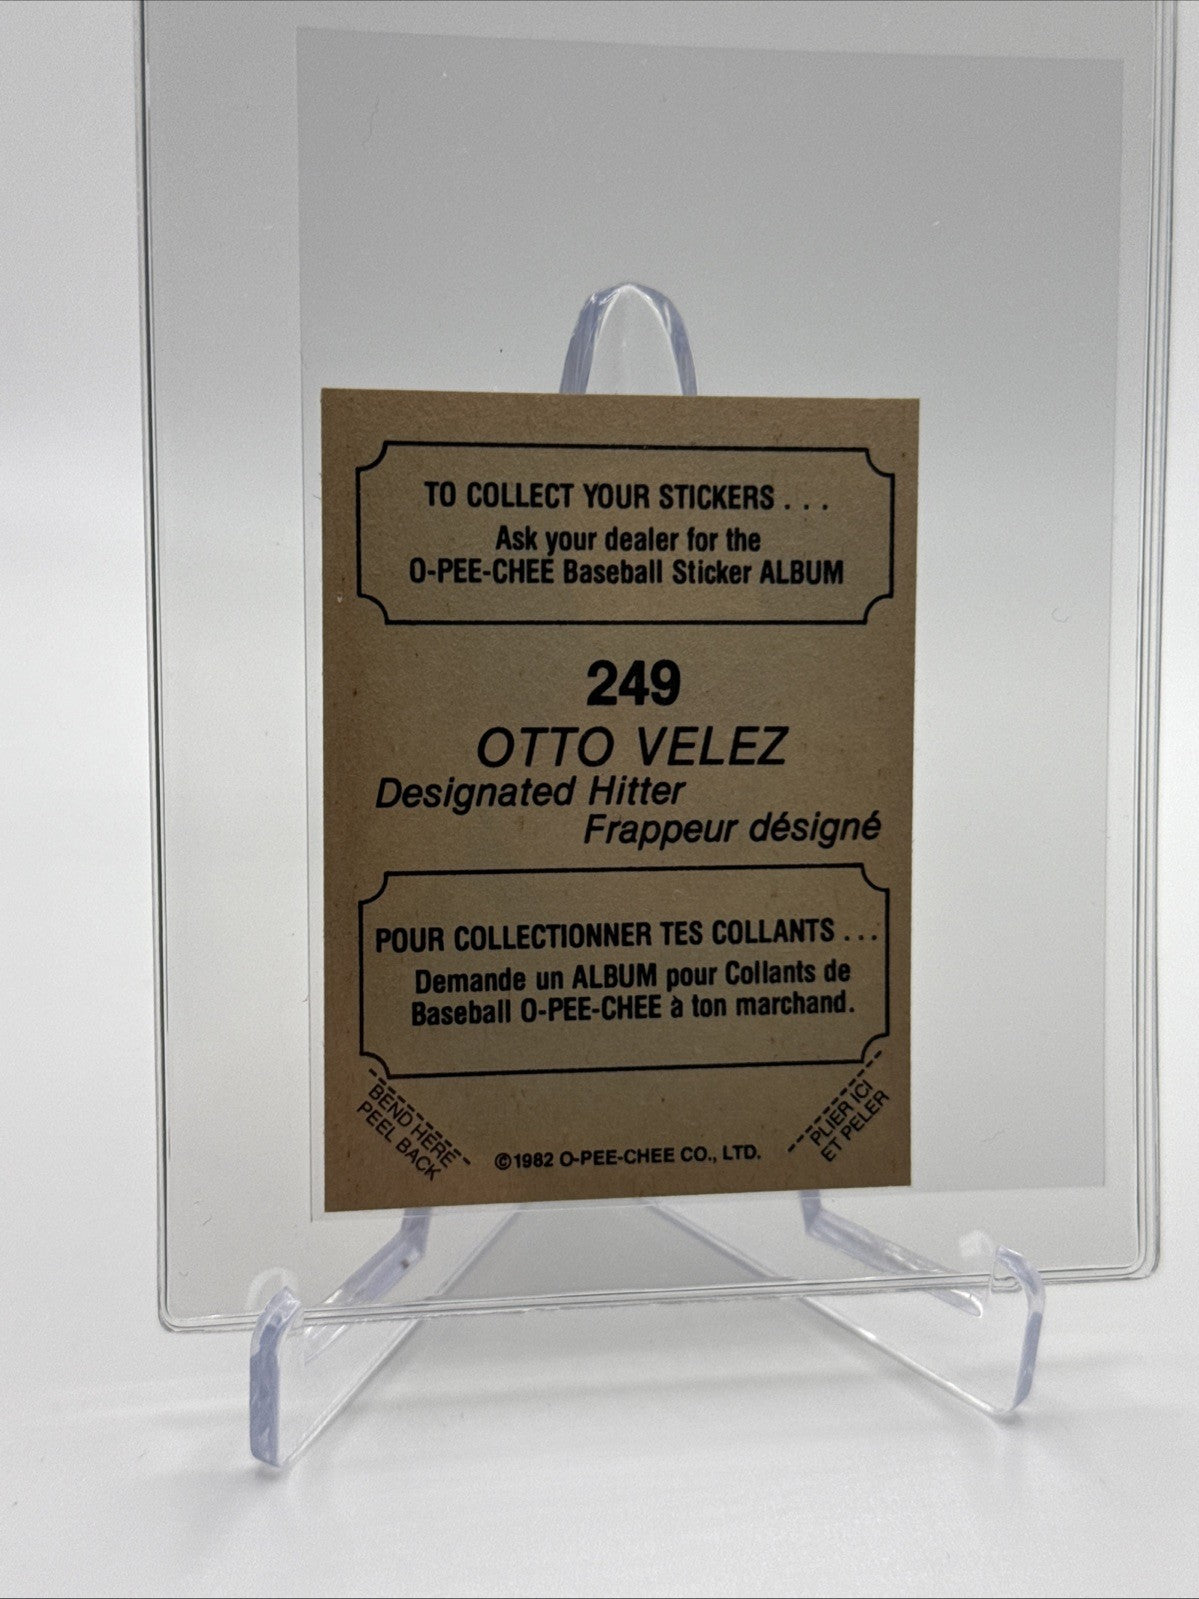 TO COLLECT YOUR STICKERS . . .
Ask your dealer for the
O-PEE-CHEE Baseball Sticker ALBUM
249
OTTO VELEZ
Designated Hitter
Frappeur désigné
POUR COLLECTIONNER TES COLLANTS . . .
Demande un ALBUM pour Collants de
Baseball O-PEE-CHEE à ton marchand.
BEND HERE
PEEL BACK
©1982 O-PEE-CHEE CO., LTD.
PLIER ICI
ET PELER